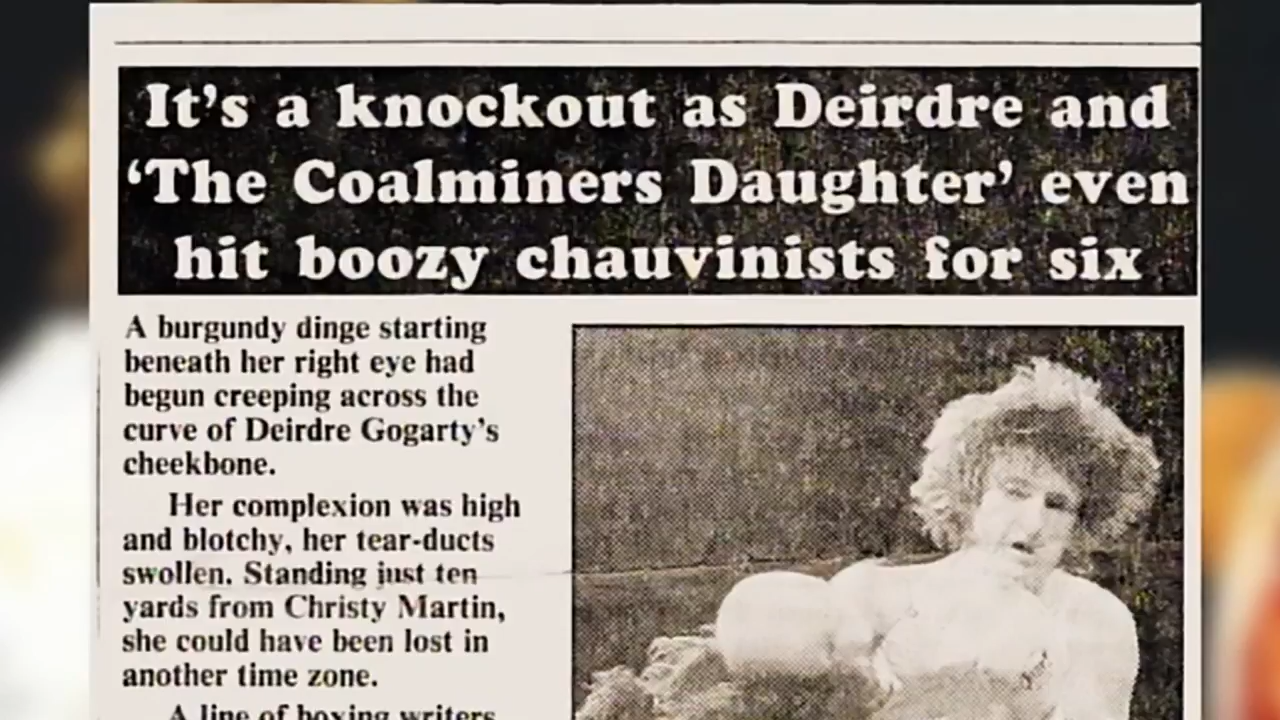 It's a knockout as Deirdre and
‘The Coalminers Daughter’ even
hit boozy chauvinists for six
A burgundy dinge starting
beneath her right eye had
begun creeping across the
curve of Deirdre Gogarty's
cheekbone.
Her complexion was high
and blotchy, her tear-ducts
swollen. Standing just ten
yards from Christy Martin,
she could have been lost in
another time zone.
A line of boxing writers